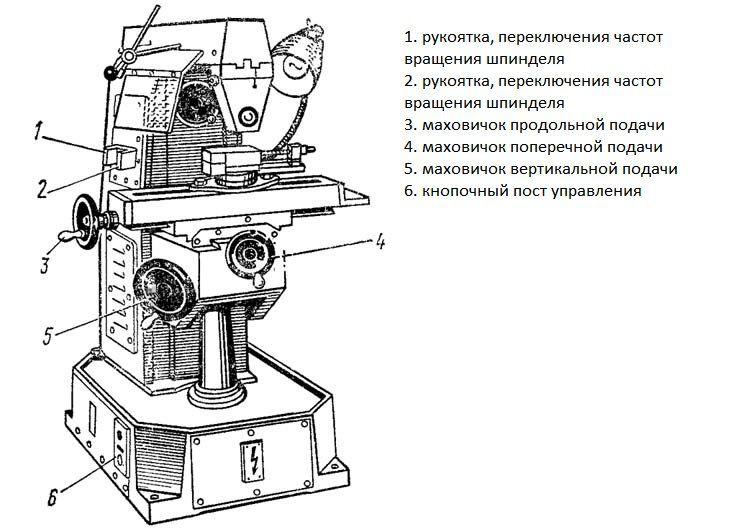 1. рукоятка, переключения частот
вращения шпинделя
2. рукоятка, переключения частот
вращения шпинделя
3. маховичок продольной подачи
4. маховичок поперечной подачи
5. маховичок вертикальной подачи
6. кнопочный пост управления
1
2
3
4
5
6